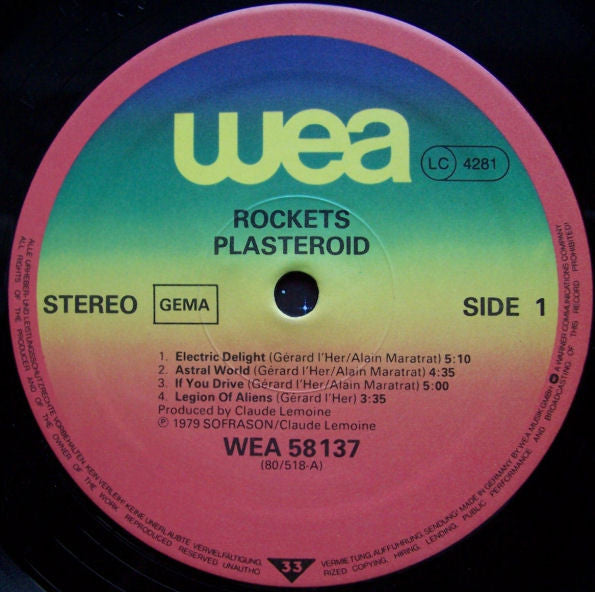 wea
LC 4281
ROCKETS
PLASTEROID
STEREO GEMA SIDE 1
1. Electric Delight (Gérard l'Her/Alain Maratrat) 5:10
2. Astral World (Gérard l'Her/Alain Maratrat) 4:35
3. If You Drive (Gérard l'Her/Alain Maratrat) 5:00
4. Legion Of Aliens (Gérard l'Her) 3:35
Produced by Claude Lemoine
℗ 1979 SOFRASON/Claude Lemoine
WEA 58 137
(80/518-A)
33
ALLE URHEBER- UND LEISTUNGSSCHUTZRECHTE VORBEHALTEN. KEIN VERLEIH! KEINE UNERLAUBTE VERVIELFÄLTIGUNG, VERMIETUNG, AUFFÜHRUNG, SENDUNG! MADE IN GERMANY BY WEA MUSIK GMBH A WARNER COMMUNICATIONS COMPANY
ALL RIGHTS OF THE PRODUCER AND OF THE OWNER OF THE WORK REPRODUCED RESERVED UNAUTHORIZED COPYING, HIRING, LENDING, PUBLIC PERFORMANCE AND BROADCASTING OF THIS RECORD PROHIBITED!